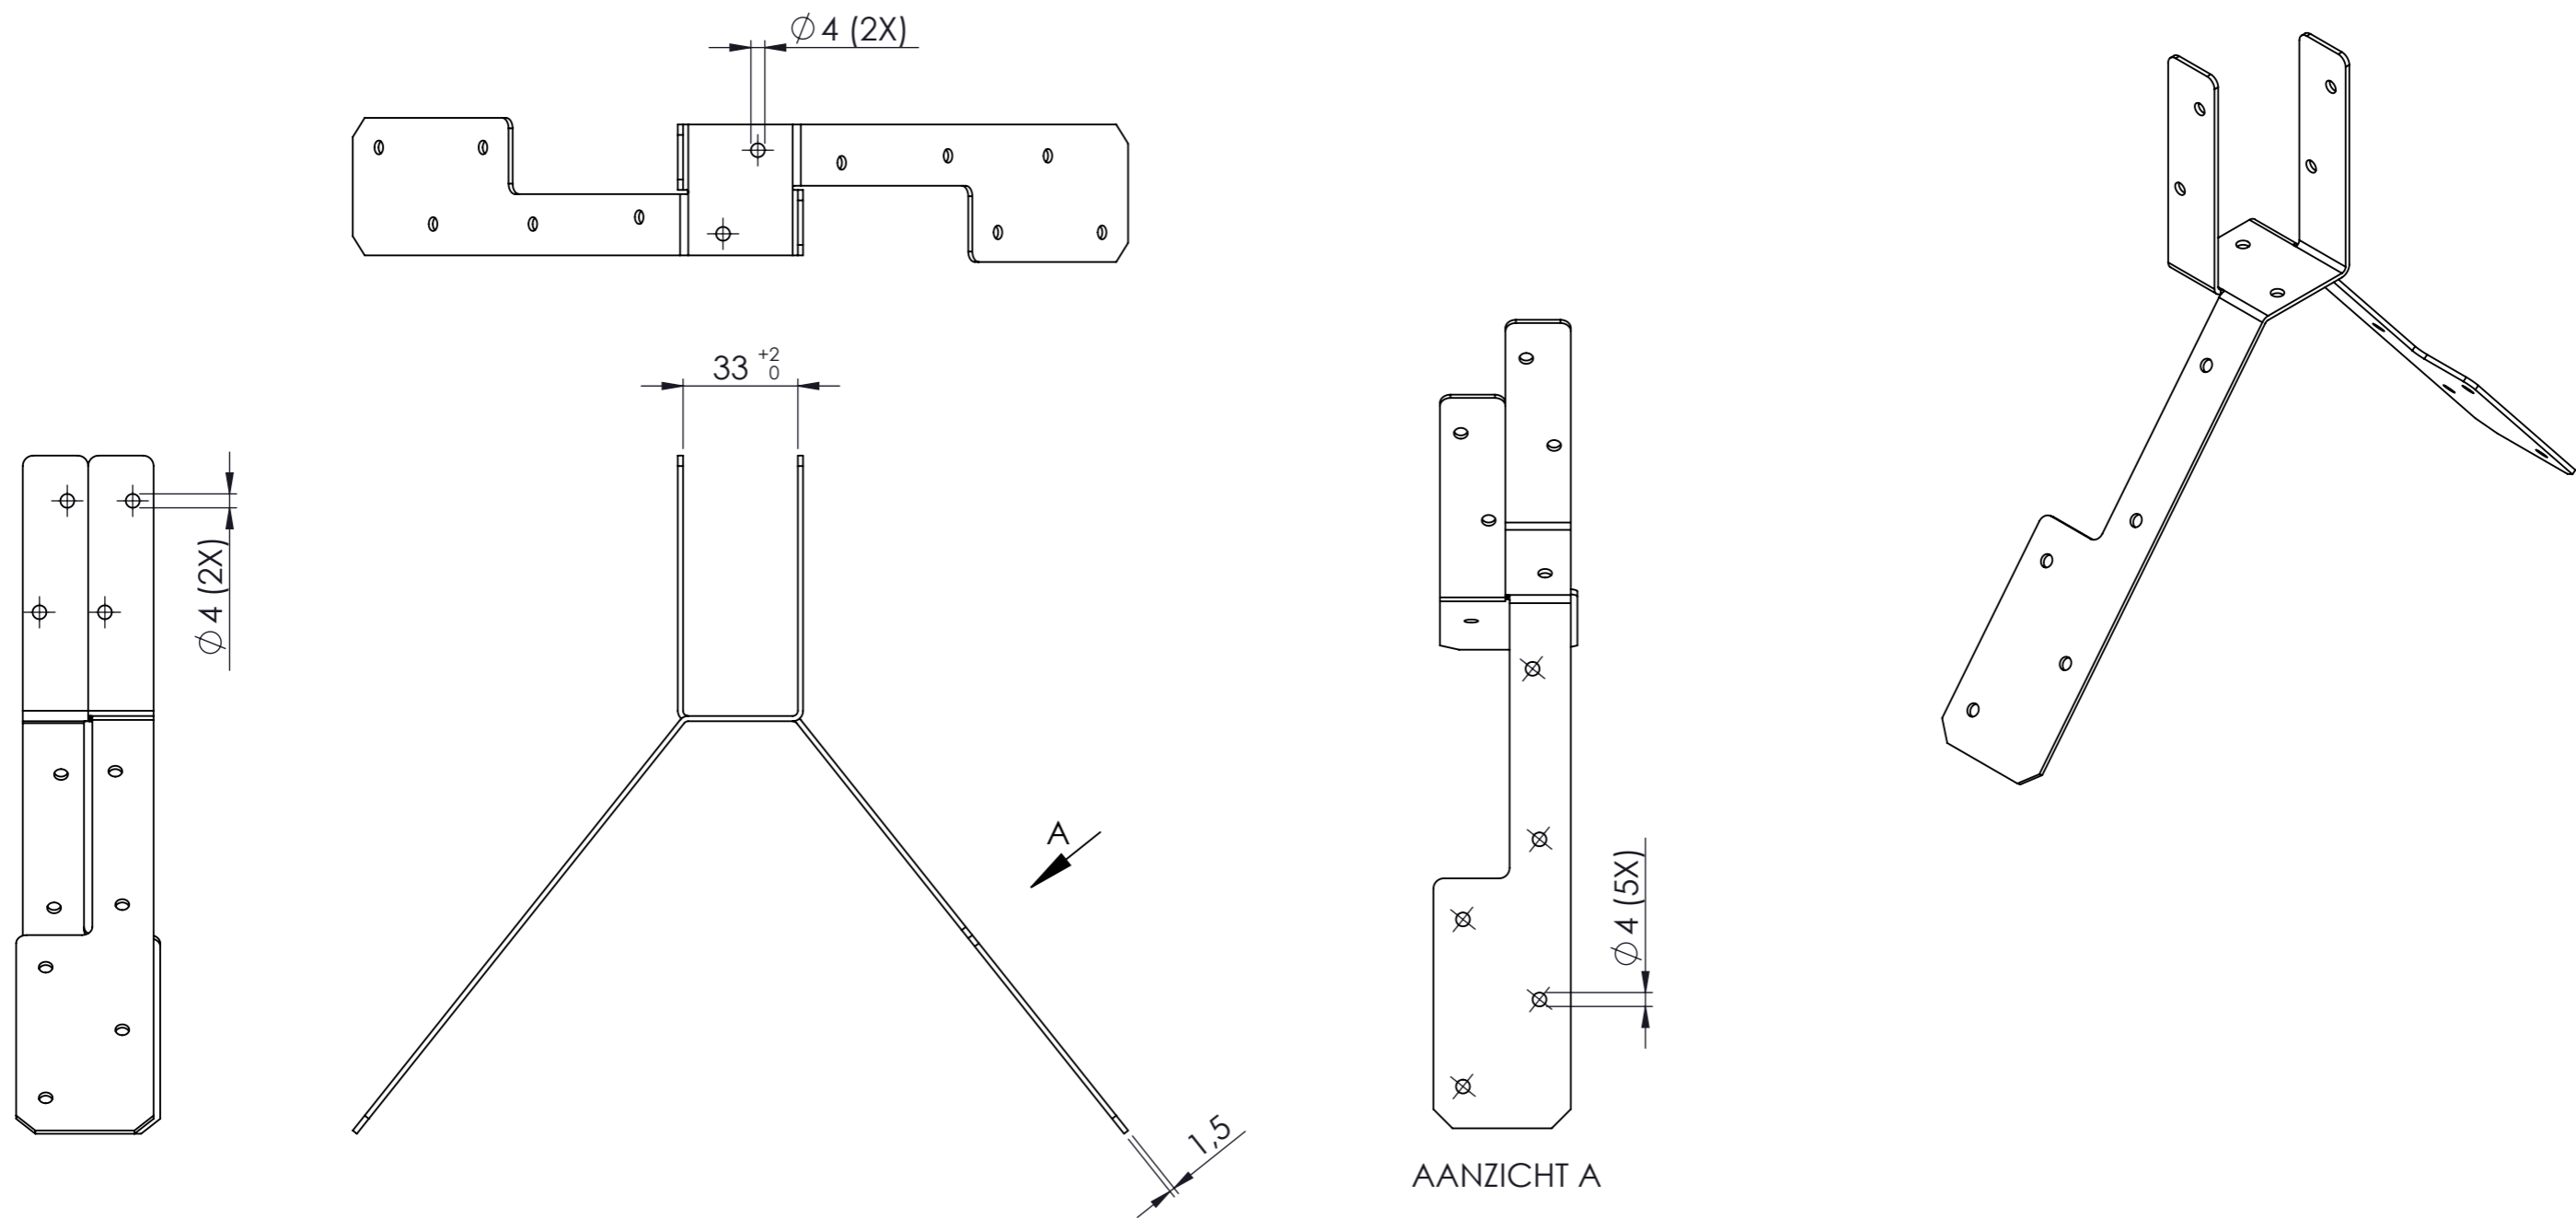 ∅ 4 (2X)
33 +2 0
∅ 4 (2X)
A
∅ 4 (5X)
1,5
AANZICHT A